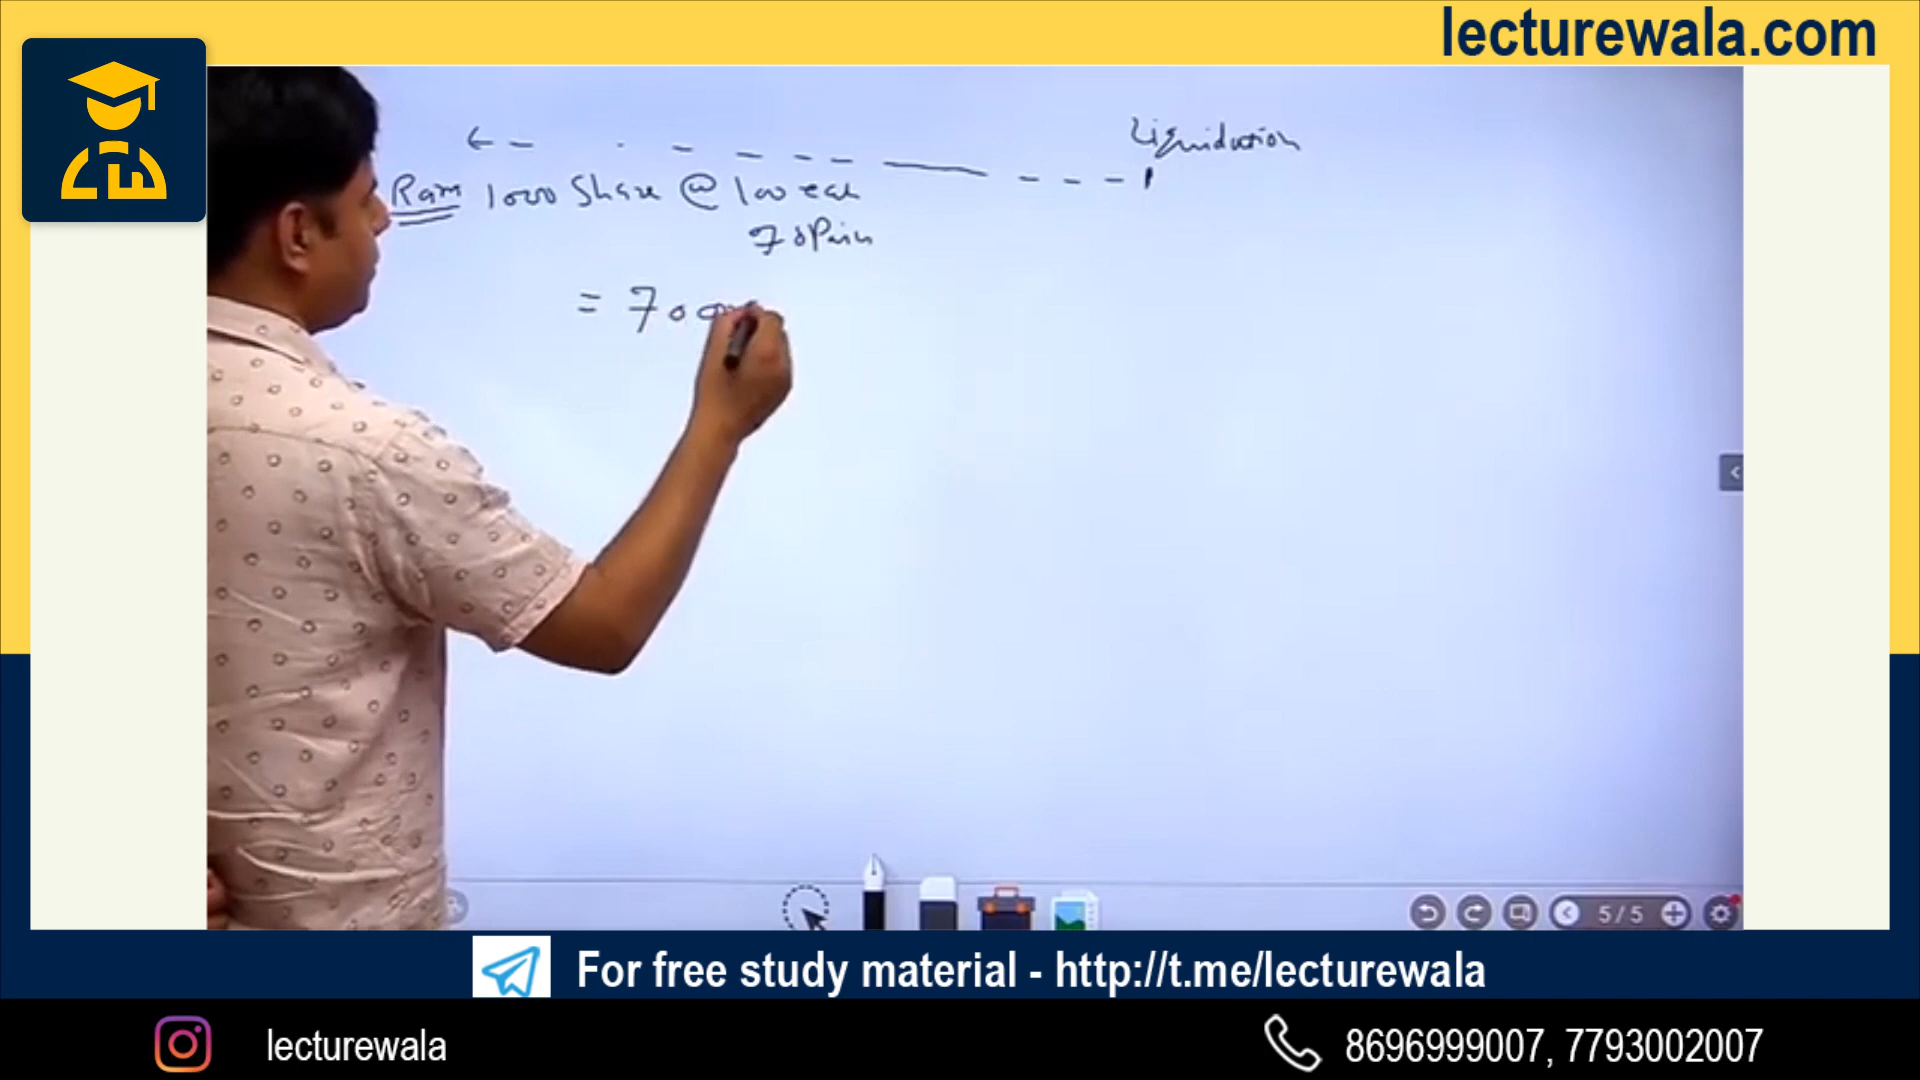 lecturewala.com
Liquidation
Ram 1000 Share @ 100 each
70 Paid
= 700
5/5
For free study material - http://t.me/lecturewala
lecturewala
8696999007, 7793002007